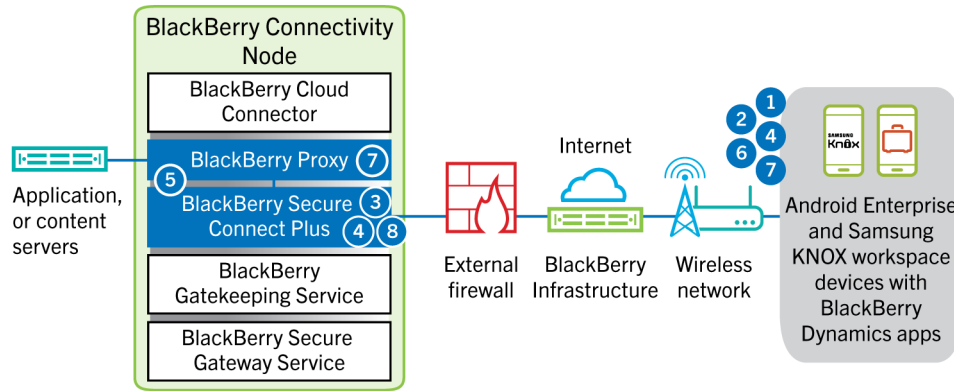 BlackBerry Connectivity
Node
BlackBerry Cloud
Connector
BlackBerry Proxy 7
5
BlackBerry Secure 3
Connect Plus 4 8
BlackBerry
Gatekeeping Service
BlackBerry Secure
Gateway Service
Application,
or content
servers
External
firewall
Internet
BlackBerry
Infrastructure
Wireless
network
1
2
4
6
7
SAMSUNG
Knox
Android Enterprise
and Samsung
KNOX workspace
devices with
BlackBerry
Dynamics apps